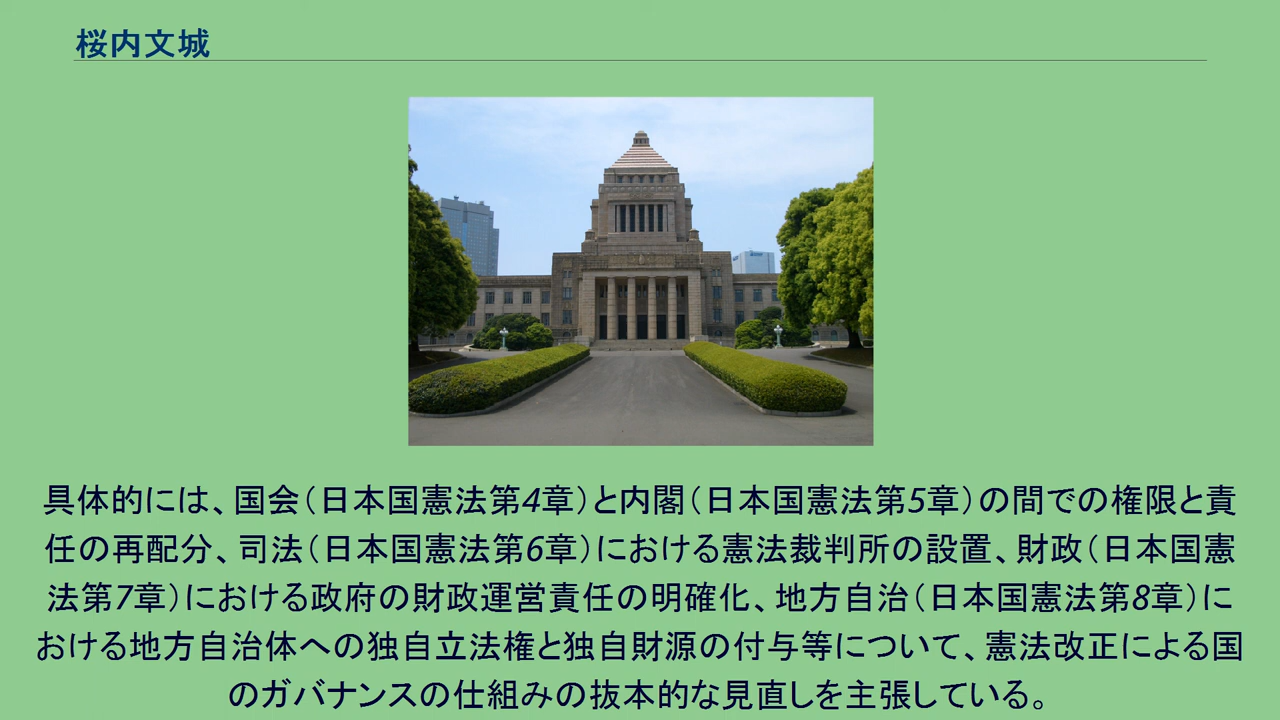 桜内文城
具体的には、国会（日本国憲法第4章）と内閣（日本国憲法第5章）の間での権限と責
任の再配分、司法（日本国憲法第6章）における憲法裁判所の設置、財政（日本国憲
法第7章）における政府の財政運営責任の明確化、地方自治（日本国憲法第8章）に
おける地方自治体への独自立法権と独自財源の付与等について、憲法改正による国
のガバナンスの仕組みの抜本的な見直しを主張している。